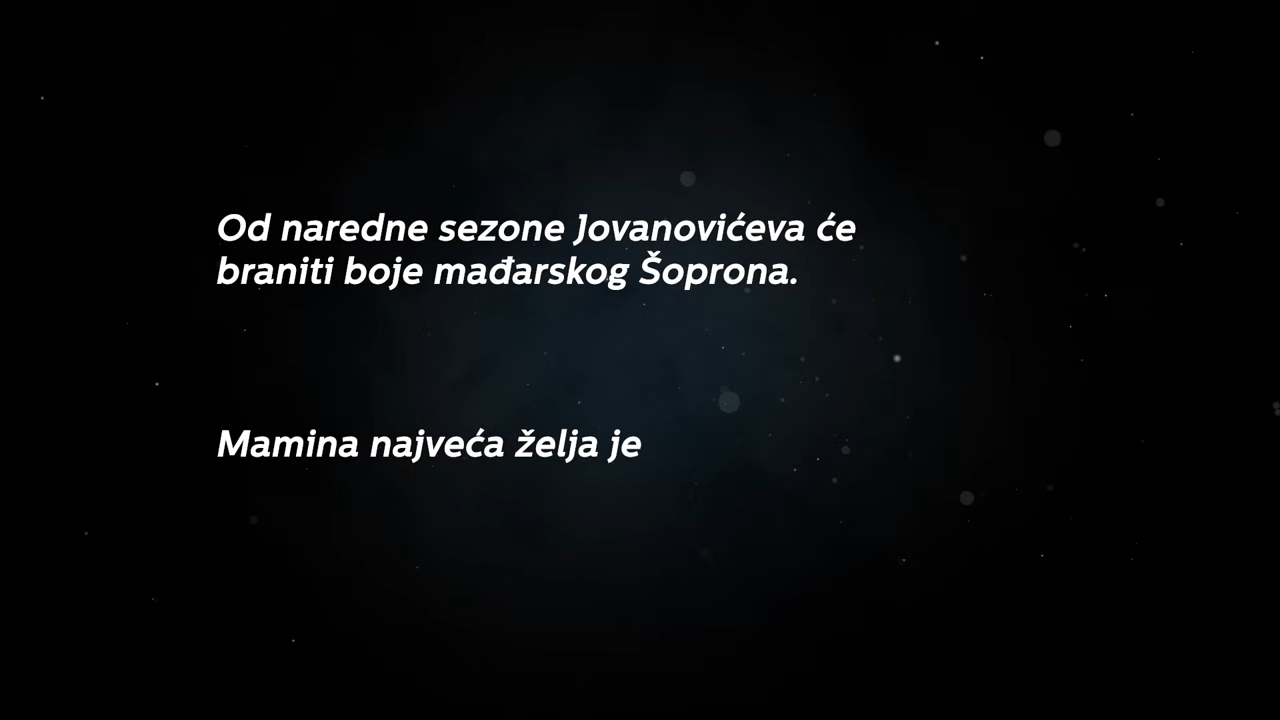 Od naredne sezone Jovanovićeva će
braniti boje mađarskog Šoprona.
Mamina najveća želja je